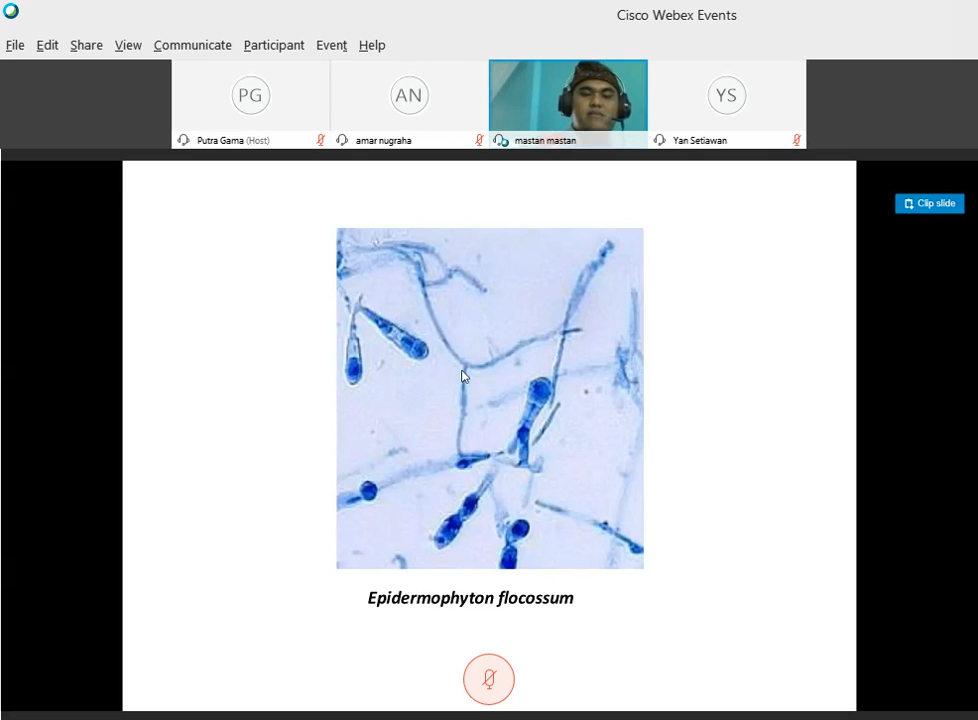 Cisco Webex Events
File Edit Share View Communicate Participant Event Help
PG AN YS
Putra Gama (Host) amar nugraha mastan mastan Yan Setiawan
Clip slide
Epidermophyton flocossum